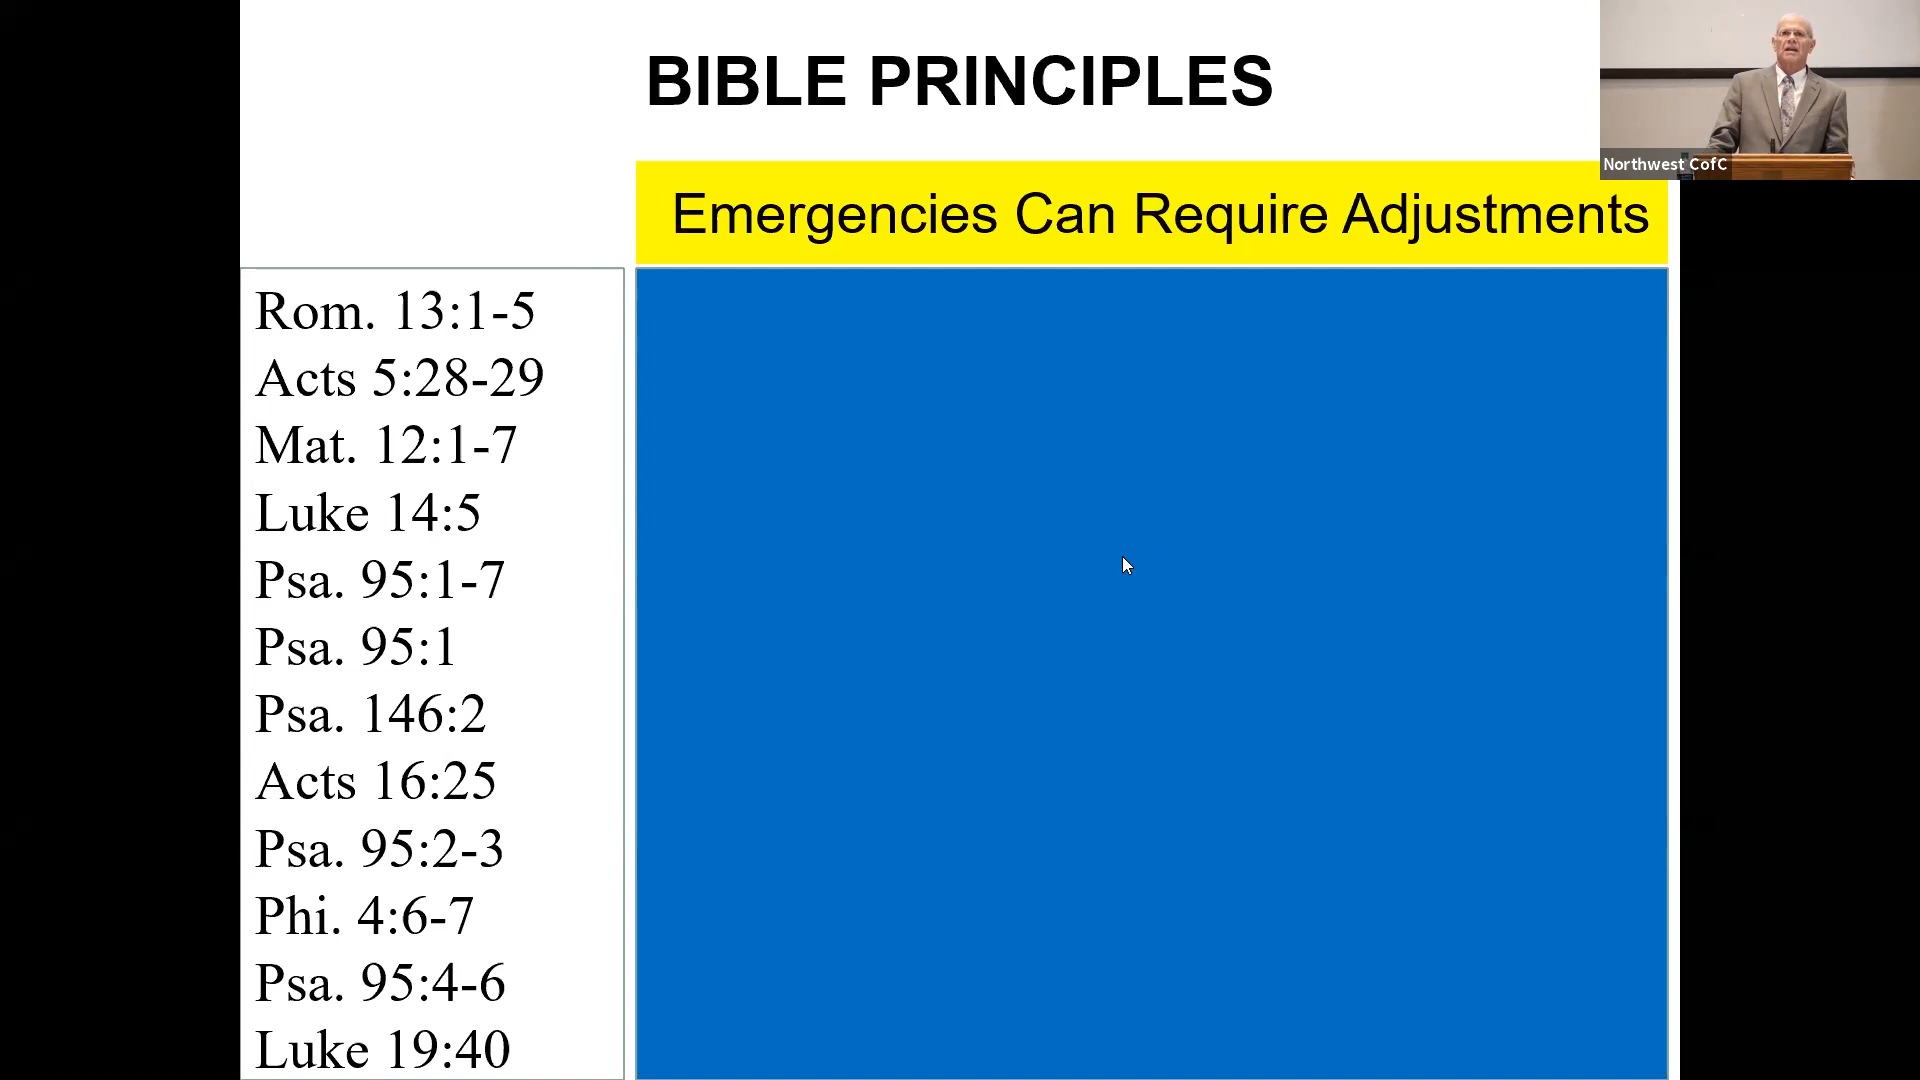 BIBLE PRINCIPLES
Northwest CofC
Emergencies Can Require Adjustments
Rom. 13:1-5
Acts 5:28-29
Mat. 12:1-7
Luke 14:5
Psa. 95:1-7
Psa. 95:1
Psa. 146:2
Acts 16:25
Psa. 95:2-3
Phi. 4:6-7
Psa. 95:4-6
Luke 19:40